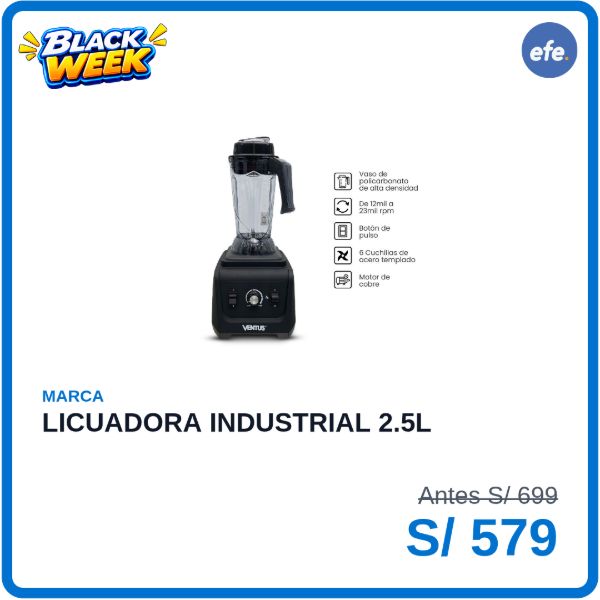 BLACK
WEEK
efe.
Vaso de
policarbonato
de alta densidad
De 12mil a
23mil rpm
Botón de
pulso
6 Cuchillas de
acero templado
Motor de
cobre
VENTUS
MARCA
LICUADORA INDUSTRIAL 2.5L
Antes S/ 699
S/ 579